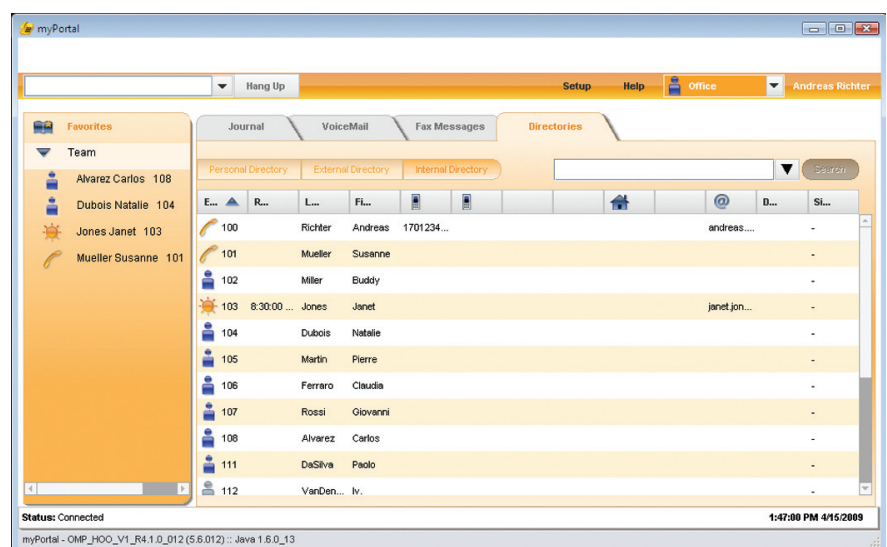 myPortal
Hang Up Setup Help Office Andreas Richter
Favorites
Team
Alvarez Carlos 108
Dubois Natalie 104
Jones Janet 103
Mueller Susanne 101
Journal VoiceMail Fax Messages Directories
Personal Directory External Directory Internal Directory Search
E... R... L... Fi... @ D... Si...
100 Richter Andreas 1701234... andreas.... -
101 Mueller Susanne -
102 Miller Buddy -
103 8:30:00 ... Jones Janet janet.jon... -
104 Dubois Natalie -
105 Martin Pierre -
106 Ferraro Claudia -
107 Rossi Giovanni -
108 Alvarez Carlos -
111 DaSilva Paolo -
112 VanDen... Iv. -
Status: Connected 1:47:00 PM 4/15/2009
myPortal - OMP_HOO_V1_R4.1.0_012 (5.6.012) :: Java 1.6.0_13